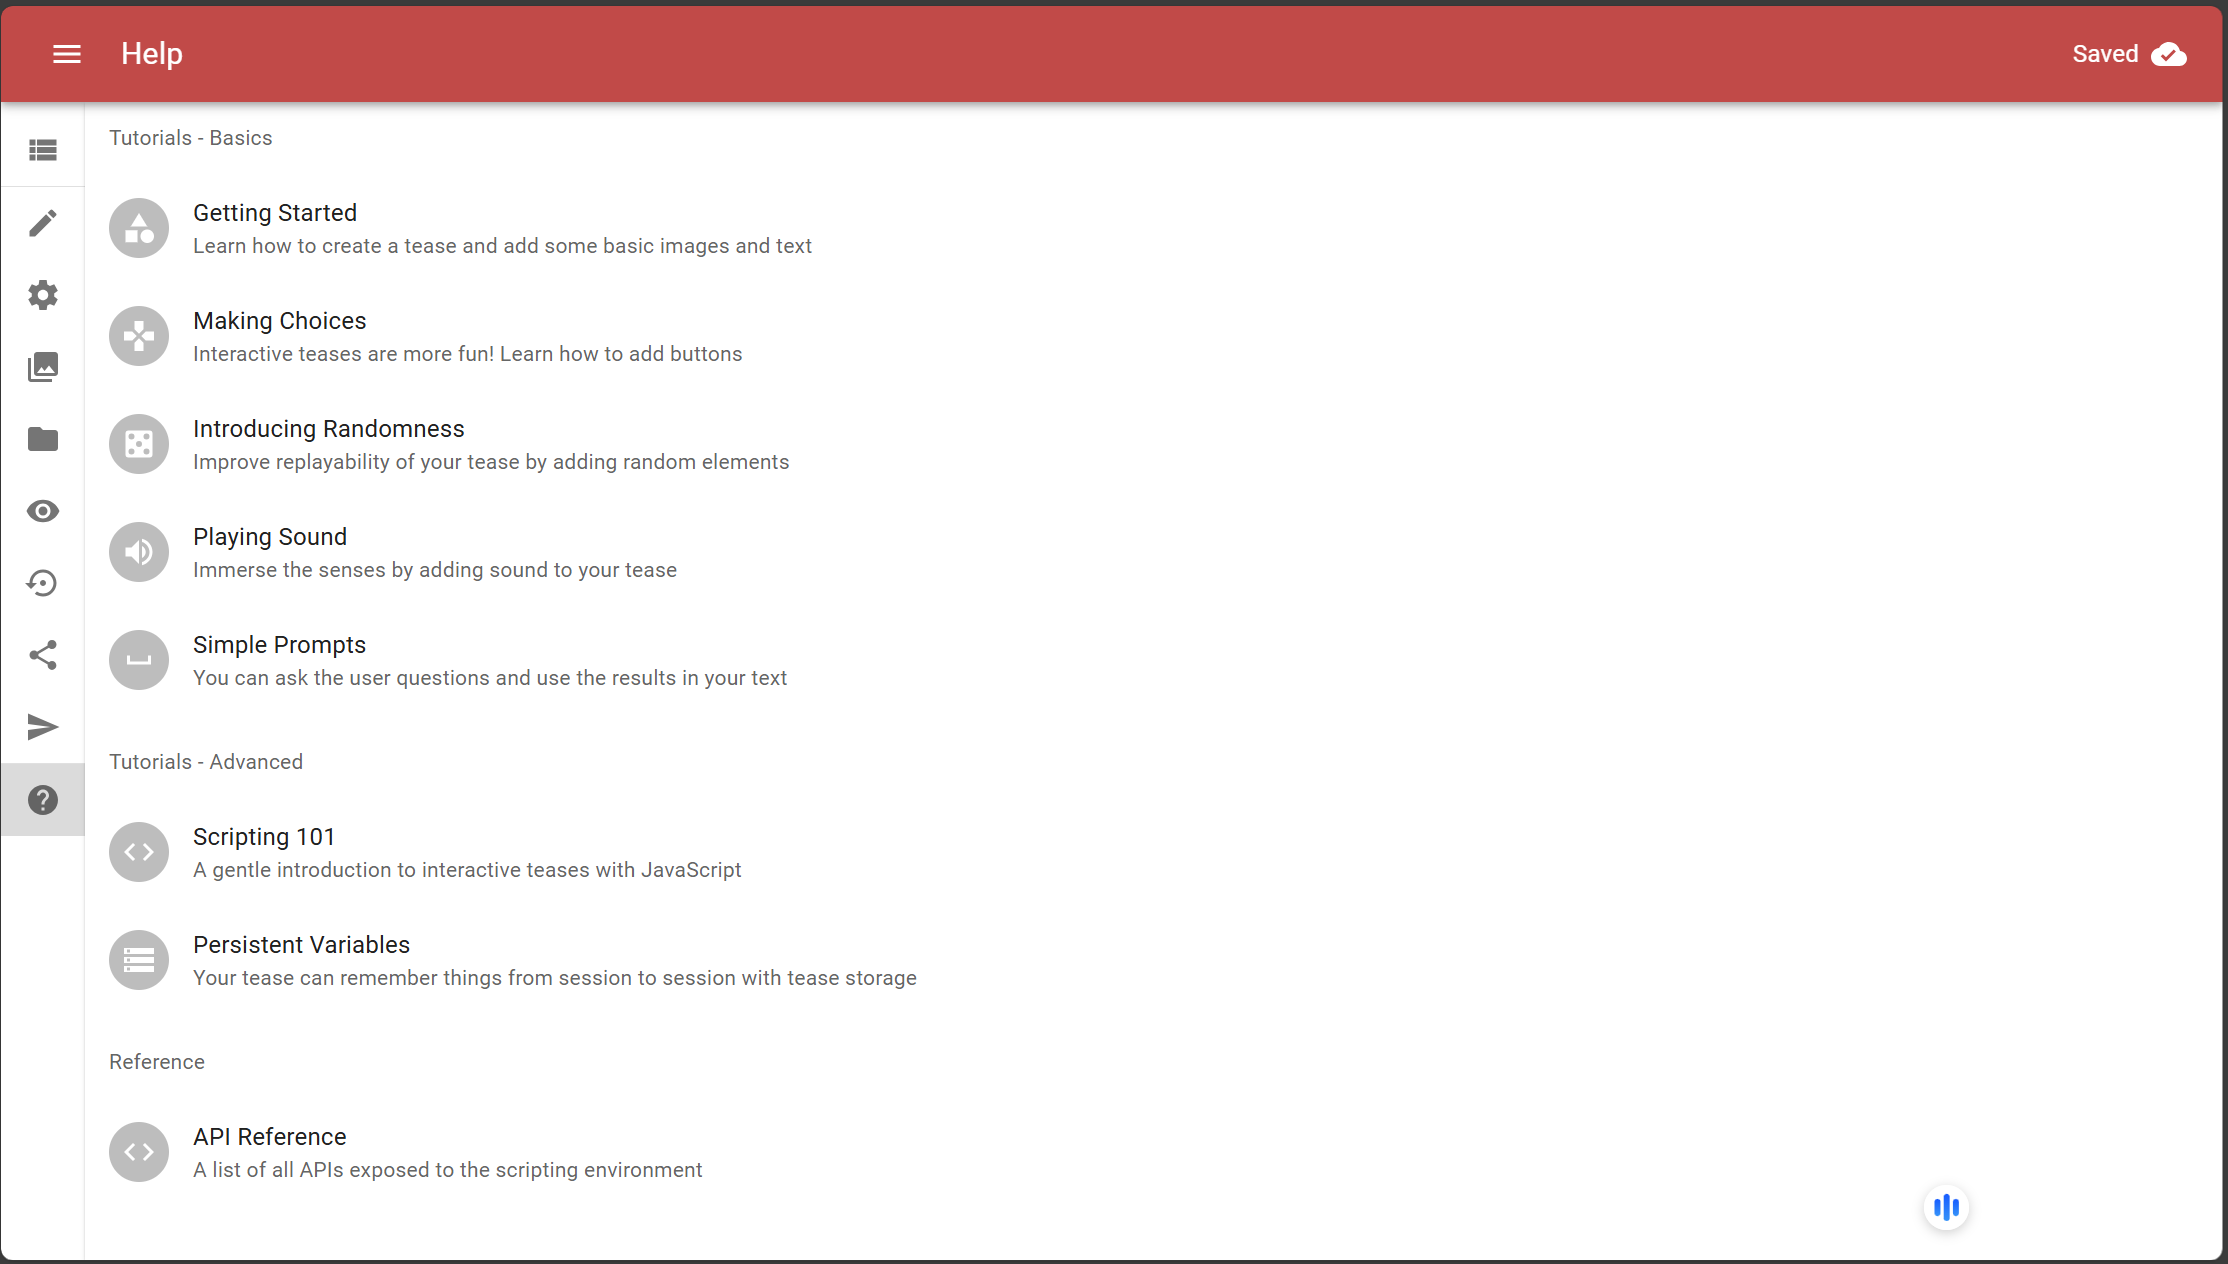 Help
Saved
Tutorials - Basics
Getting Started
Learn how to create a tease and add some basic images and text
Making Choices
Interactive teases are more fun! Learn how to add buttons
Introducing Randomness
Improve replayability of your tease by adding random elements
Playing Sound
Immerse the senses by adding sound to your tease
Simple Prompts
You can ask the user questions and use the results in your text
Tutorials - Advanced
Scripting 101
A gentle introduction to interactive teases with JavaScript
Persistent Variables
Your tease can remember things from session to session with tease storage
Reference
API Reference
A list of all APIs exposed to the scripting environment